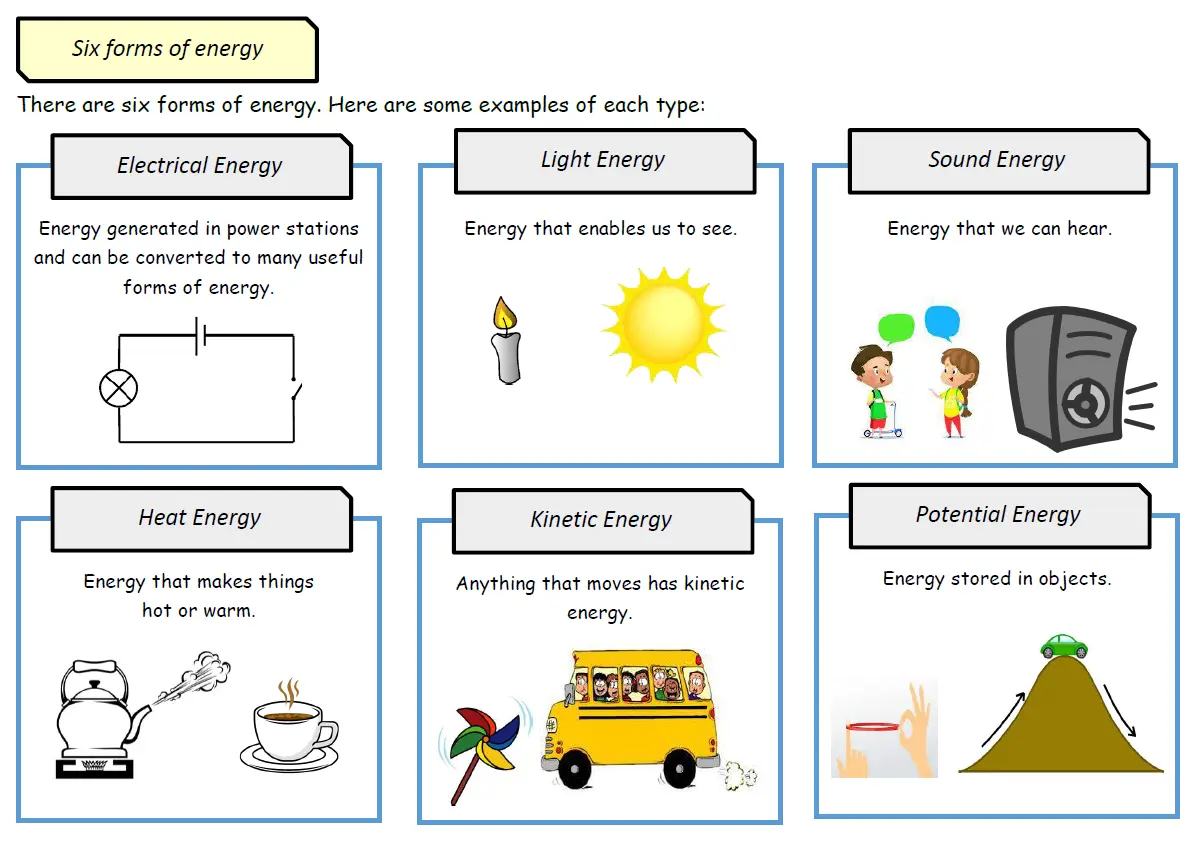 Six forms of energy
There are six forms of energy. Here are some examples of each type:
Electrical Energy
Energy generated in power stations
and can be converted to many useful
forms of energy.
Light Energy
Energy that enables us to see.
Sound Energy
Energy that we can hear.
Heat Energy
Energy that makes things
hot or warm.
Kinetic Energy
Anything that moves has kinetic
energy.
Potential Energy
Energy stored in objects.